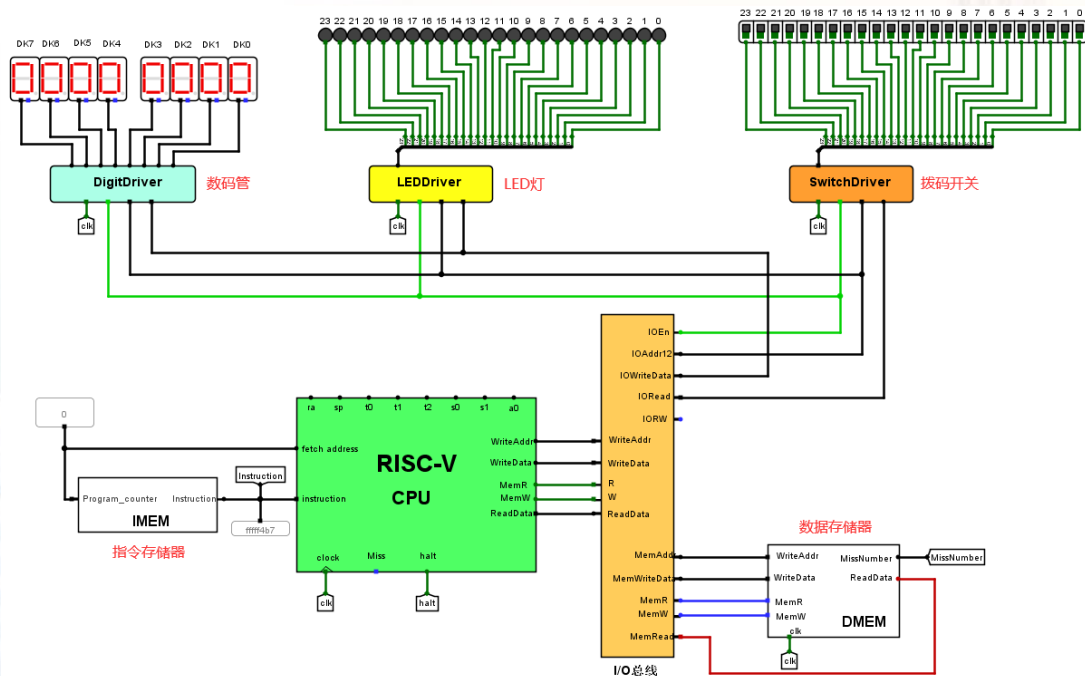 23 22 21 20 19 18 17 16 15 14 13 12 11 10 9 8 7 6 5 4 3 2 1 0
23 22 21 20 19 18 17 16 15 14 13 12 11 10 9 8 7 6 5 4 3 2 1 0
DK7 DK6 DK5 DK4 DK3 DK2 DK1 DK0
DigitDriver
数码管
LEDDriver
LED灯
SwitchDriver
拨码开关
clk
clk
clk
IOEn
IOAddr12
IOWriteData
IORead
IORW
ra sp t0 t1 t2 s0 s1 a0
0
fetch address
RISC-V
CPU
WriteAddr
WriteData
MemR
MemW
ReadData
WriteAddr
WriteData
R
W
ReadData
Instruction
Program_counter Instruction
IMEM
instruction
fffff4b7
指令存储器
clock Miss halt
clk
halt
数据存储器
MemAddr
MemWriteData
MemR
MemW
MemRead
WriteAddr
WriteData
MemR
MemW
MissNumber
ReadData
MissNumber
DMEM
clk
clk
I/O总线